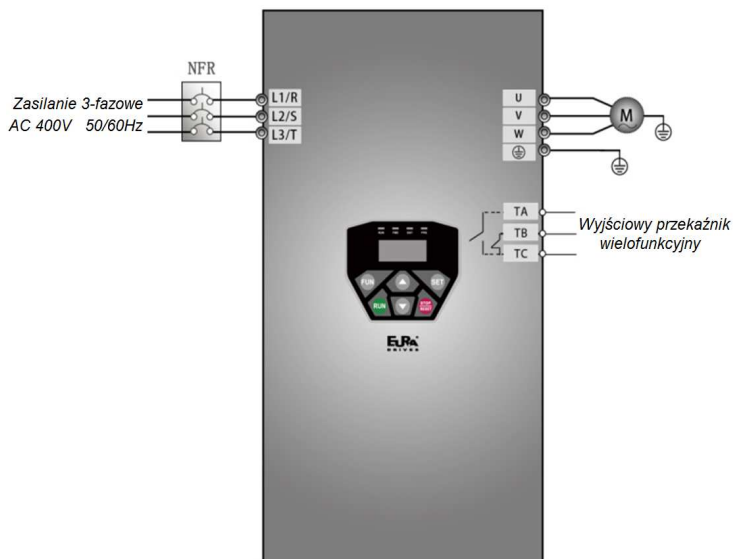 NFR
Zasilanie 3-fazowe
AC 400V 50/60Hz
L1/R
L2/S
L3/T
U
V
W
M
TA
TB
TC
Wyjściowy przekaźnik
wielofunkcyjny
FUN
SET
RUN
STOP
RESET
EURA
DRIVES